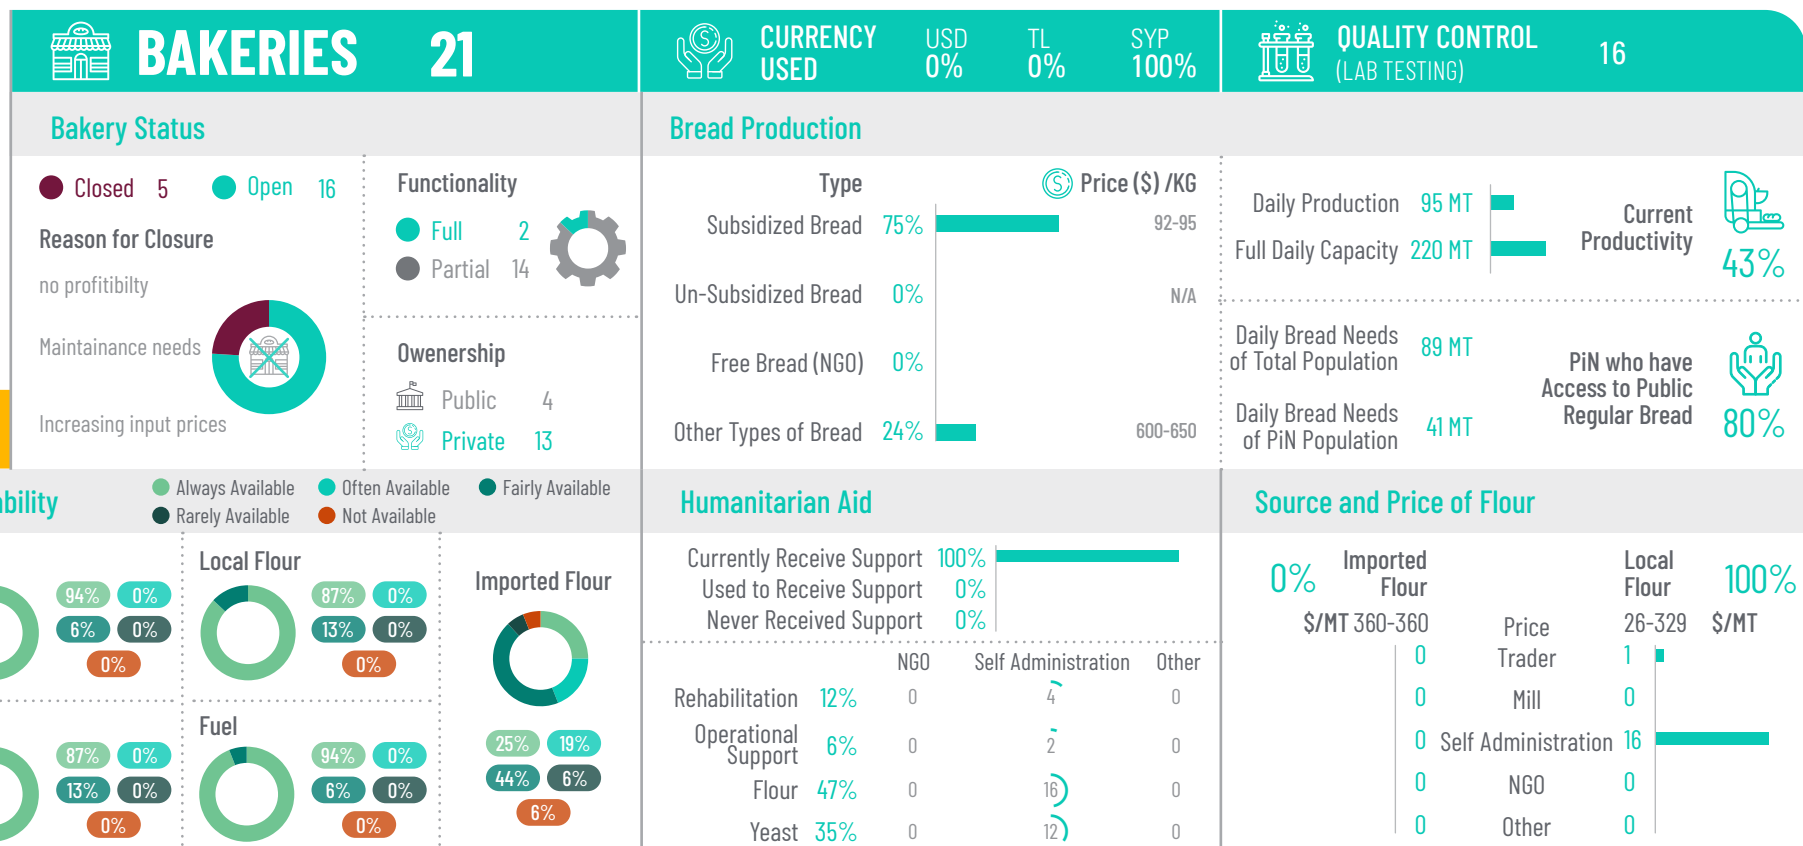 BAKERIES 21
CURRENCY
USED
USD
0%
TL
0%
SYP
100%
QUALITY CONTROL
(LAB TESTING)
16
Bakery Status
Closed 5
Open 16
Reason for Closure
no profitibilty
Maintainance needs
Increasing input prices
Functionality
Full 2
Partial 14
Owenership
Public 4
Private 13
Bread Production
Type
Price ($) /KG
Subsidized Bread 75% 92-95
Un-Subsidized Bread 0% N/A
Free Bread (NGO) 0%
Other Types of Bread 24% 600-650
Daily Production 95 MT
Full Daily Capacity 220 MT
Current
Productivity
43%
Daily Bread Needs
of Total Population
89 MT
Daily Bread Needs
of PiN Population
41 MT
PiN who have
Access to Public
Regular Bread
80%
bility
Always Available
Often Available
Fairly Available
Rarely Available
Not Available
94% 0%
6% 0%
0%
Local Flour
87% 0%
13% 0%
0%
Imported Flour
25% 19%
44% 6%
6%
87% 0%
13% 0%
0%
Fuel
94% 0%
6% 0%
0%
Humanitarian Aid
Currently Receive Support 100%
Used to Receive Support 0%
Never Received Support 0%
NGO Self Administration Other
Rehabilitation 12% 0 4 0
Operational
Support
6% 0 2 0
Flour 47% 0 16 0
Yeast 35% 0 12 0
Source and Price of Flour
0%
Imported
Flour
Local
Flour
100%
$/MT 360-360 Price 26-329 $/MT
0 Trader 1
0 Mill 0
0 Self Administration 16
0 NGO 0
0 Other 0